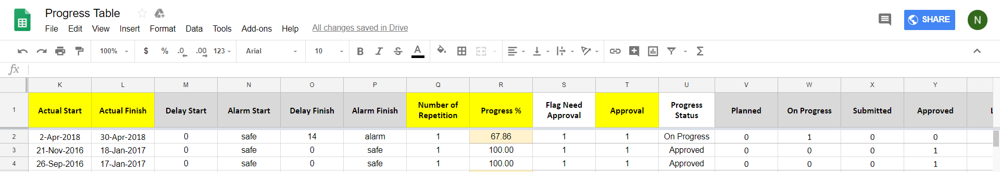 Progress Table
File Edit View Insert Format Data Tools Add-ons Help All changes saved in Drive
SHARE
N
100% $ % .0 .00 123 Arial 10 B I S A Σ
fx
K L M N O P Q R S T U V W X Y
1 Actual Start Actual Finish Delay Start Alarm Start Delay Finish Alarm Finish Number of Repetition Progress % Flag Need Approval Approval Progress Status Planned On Progress Submitted Approved
2 2-Apr-2018 30-Apr-2018 0 safe 14 alarm 1 67.86 1 1 On Progress 0 1 0 0
3 21-Nov-2016 18-Jan-2017 0 safe 0 safe 1 100.00 1 1 Approved 0 0 0 1
4 26-Sep-2016 17-Jan-2017 0 safe 0 safe 1 100.00 1 1 Approved 0 0 0 1